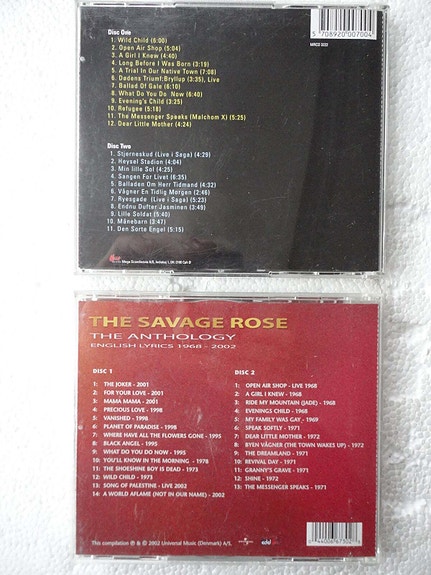 5 708920 007004
MRCD 3232
Disc One
1. Wild Child (6:00)
2. Open Air Shop (5:04)
3. A Girl I Knew (4:40)
4. Long Before I Was Born (3:19)
5. A Trial In Our Native Town (7:08)
6. Dødens Triumf:Bryllup (3:35), Live
7. Ballad Of Gale (6:10)
8. What Do You Do Now (6:40)
9. Evening's Child (3:25)
10. Refugee (5:18)
11. The Messenger Speaks (Malchom X) (5:25)
12. Dear Little Mother (4:24)
Disc Two
1. Stjerneskud (Live i Saga) (4:29)
2. Heysel Stadion (4:04)
3. Min lille Sol (4:25)
4. Sangen For Livet (6:35)
5. Balladen Om Herr Tidmand (4:32)
6. Vågner En Tidlig Morgen (2:46)
7. Ryesgade (Live i Saga) (5:23)
8. Endnu Dufter Jasminen (3:49)
9. Lille Soldat (5:40)
10. Månebarn (3:47)
11. Den Sorte Engel (5:15)
THE SAVAGE ROSE
THE ANTHOLOGY
ENGLISH LYRICS 1968 - 2002
DISC 1
1: THE JOKER - 2001
2: FOR YOUR LOVE - 2001
3: MAMA MAMA - 2001
4: PRECIOUS LOVE - 1998
5: VANISHED - 1998
6: PLANET OF PARADISE - 1998
7: WHERE HAVE ALL THE FLOWERS GONE - 1995
8: BLACK ANGEL - 1995
9: WHAT DO YOU DO NOW - 1995
10: YOU'LL KNOW IN THE MORNING - 1978
11: THE SHOESHINE BOY IS DEAD - 1973
12: WILD CHILD - 1973
13: SONG OF PALESTINE - LIVE 2002
14: A WORLD AFLAME (NOT IN OUR NAME) - 2002
DISC 2
1: OPEN AIR SHOP - LIVE 1968
2: A GIRL I KNEW - 1968
3: RIDE MY MOUNTAIN (JADE) - 1968
4: EVENINGS CHILD - 1968
5: MY FAMILY WAS GAY - 1969
6: SPEAK SOFTLY - 1971
7: DEAR LITTLE MOTHER - 1972
8: BYEN VÅGNER (THE TOWN WAKES UP) - 1972
9: THE DREAMLAND - 1971
10: REVIVAL DAY - 1971
11: GRANNY'S GRAVE - 1971
12: SHINE - 1972
13: THE MESSENGER SPEAKS - 1971
This compilation ℗ & © 2002 Universal Music (Denmark) A/S.
UNIVERSAL
edel